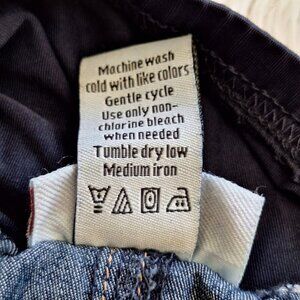 Machine wash
cold with like colors
Gentle cycle
Use only non-
chlorine bleach
when needed
Tumble dry low
Medium iron